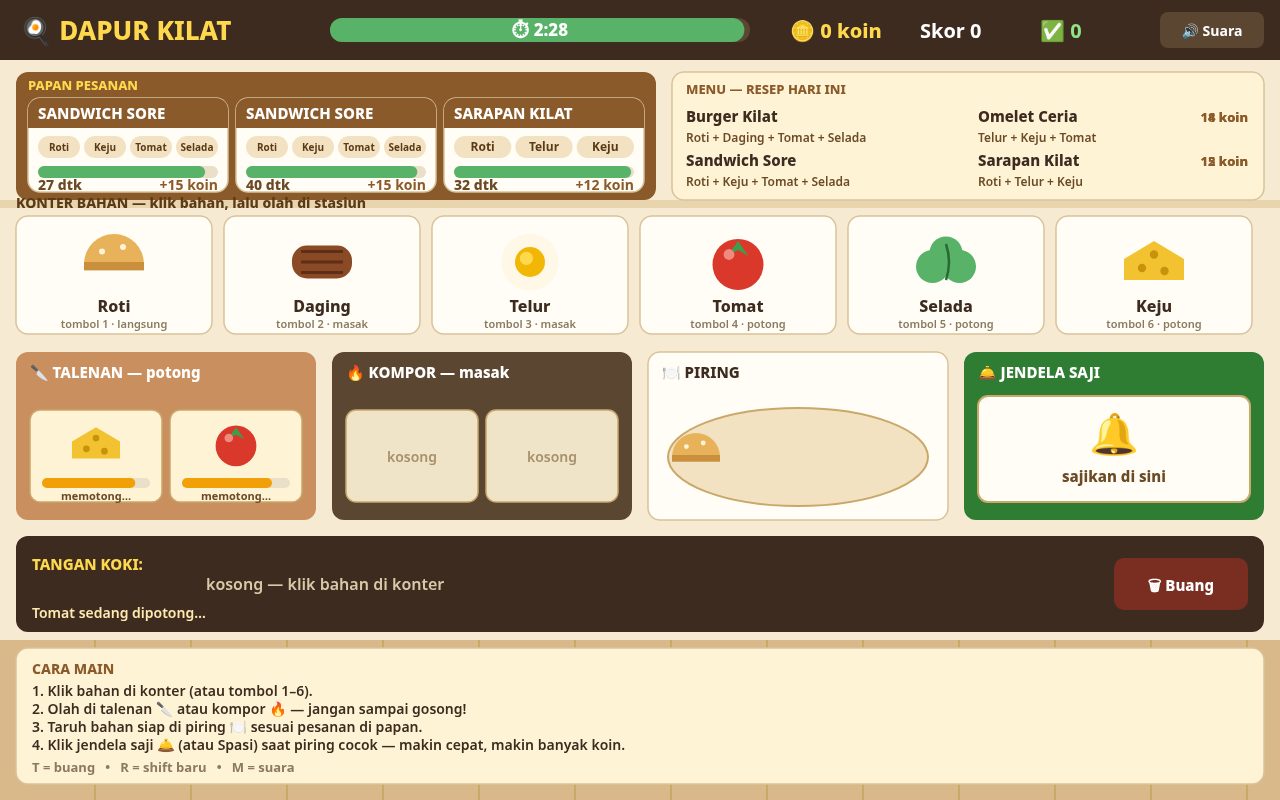 DAPUR KILAT
2:28
0 koin
Skor 0
0
Suara
PAPAN PESANAN
SANDWICH SORE
Roti Keju Tomat Selada
27 dtk +15 koin
SANDWICH SORE
Roti Keju Tomat Selada
40 dtk +15 koin
SARAPAN KILAT
Roti Telur Keju
32 dtk +12 koin
MENU — RESEP HARI INI
Burger Kilat
Roti + Daging + Tomat + Selada
Omelet Ceria koin
Telur + Keju + Tomat
Sandwich Sore
Roti + Keju + Tomat + Selada
Sarapan Kilat koin
Roti + Telur + Keju
KONTER BAHAN — klik bahan, lalu olah di stasiun
Roti
tombol 1 · langsung
Daging
tombol 2 · masak
Telur
tombol 3 · masak
Tomat
tombol 4 · potong
Selada
tombol 5 · potong
Keju
tombol 6 · potong
TALENAN — potong
memotong...
memotong...
KOMPOR — masak
kosong
kosong
PIRING
JENDELA SAJI
sajikan di sini
TANGAN KOKI:
kosong — klik bahan di konter
Tomat sedang dipotong...
Buang
CARA MAIN
1. Klik bahan di konter (atau tombol 1–6).
2. Olah di talenan 🔪 atau kompor 🔥 — jangan sampai gosong!
3. Taruh bahan siap di piring 🍽️ sesuai pesanan di papan.
4. Klik jendela saji 🛎️ (atau Spasi) saat piring cocok — makin cepat, makin banyak koin.
T = buang • R = shift baru • M = suara